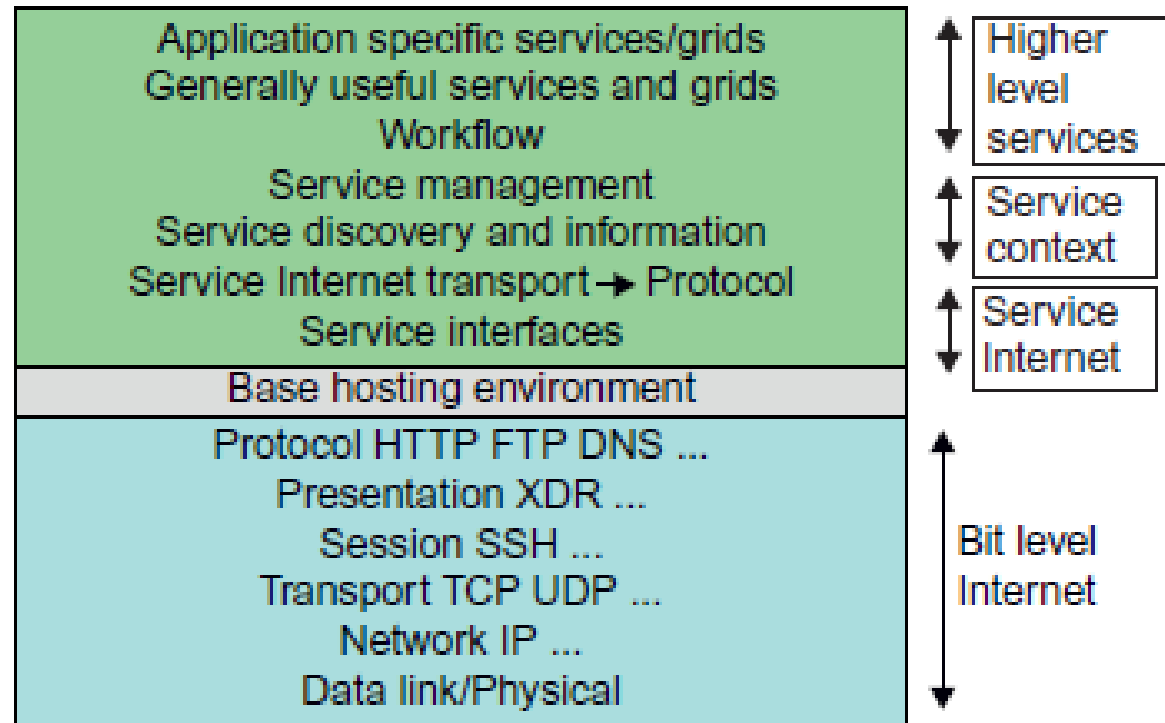 Application specific services/grids
Generally useful services and grids
Workflow
Service management
Service discovery and information
Service Internet transport → Protocol
Service interfaces
Base hosting environment
Protocol HTTP FTP DNS ...
Presentation XDR ...
Session SSH ...
Transport TCP UDP ...
Network IP ...
Data link/Physical
Higher
level
services
Service
context
Service
Internet
Bit level
Internet